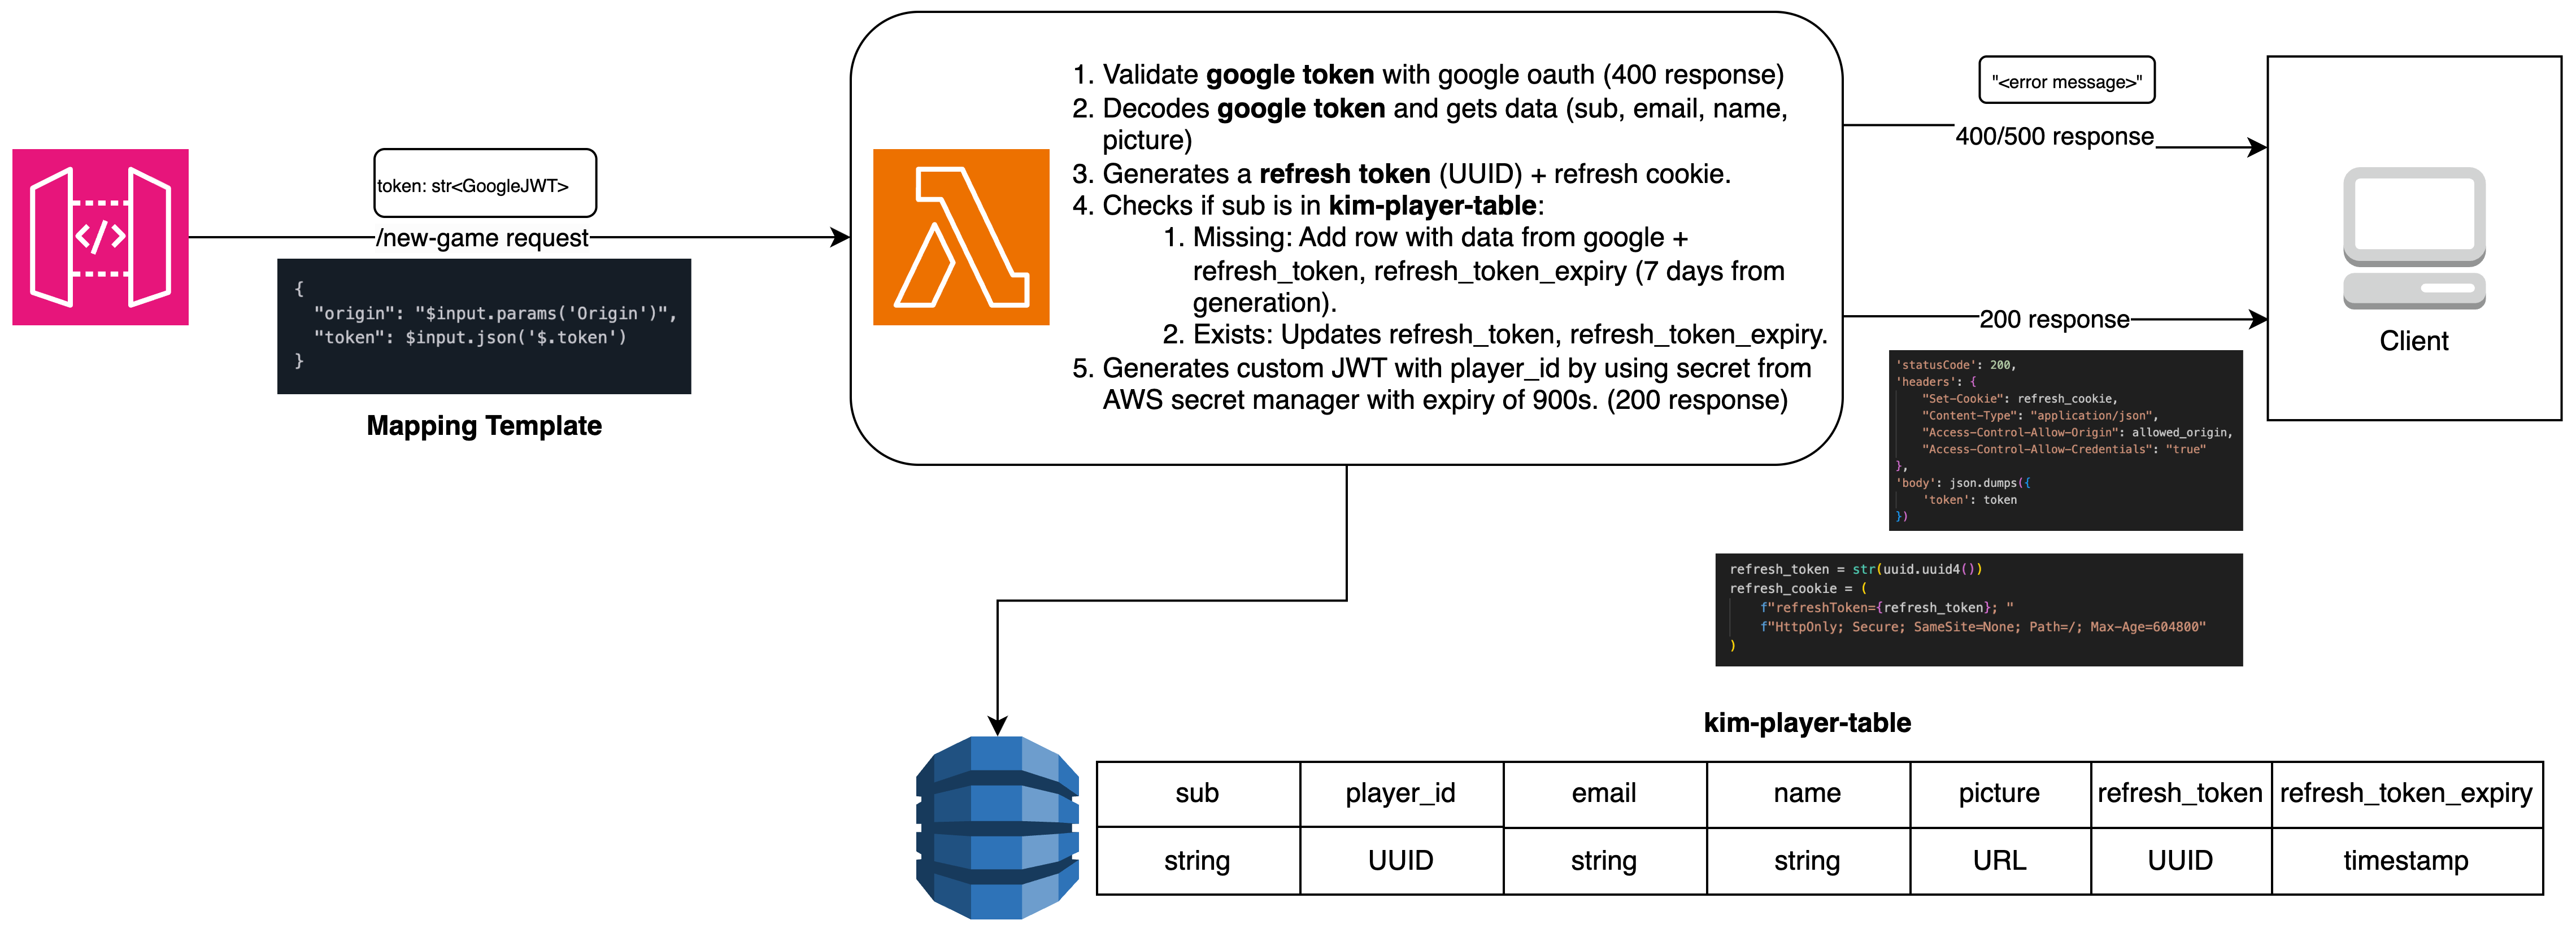 token: str<GoogleJWT>
/new-game request
{
"origin": "$input.params('Origin')",
"token": $input.json('$.token')
}
Mapping Template
</>
1. Validate google token with google oauth (400 response)
2. Decodes google token and gets data (sub, email, name,
picture)
3. Generates a refresh token (UUID) + refresh cookie.
4. Checks if sub is in kim-player-table:
1. Missing: Add row with data from google +
refresh_token, refresh_token_expiry (7 days from
generation).
2. Exists: Updates refresh_token, refresh_token_expiry.
5. Generates custom JWT with player_id by using secret from
AWS secret manager with expiry of 900s. (200 response)
"<error message>"
400/500 response
200 response
Client
'statusCode': 200,
'headers': {
"Set-Cookie": refresh_cookie,
"Content-Type": "application/json",
"Access-Control-Allow-Origin": allowed_origin,
"Access-Control-Allow-Credentials": "true"
},
'body': json.dumps({
'token': token
})
refresh_token = str(uuid.uuid4())
refresh_cookie = (
f"refreshToken={refresh_token}; "
f"HttpOnly; Secure; SameSite=None; Path=/; Max-Age=604800"
)
kim-player-table
sub player_id email name picture refresh_token refresh_token_expiry
string UUID string string URL UUID timestamp